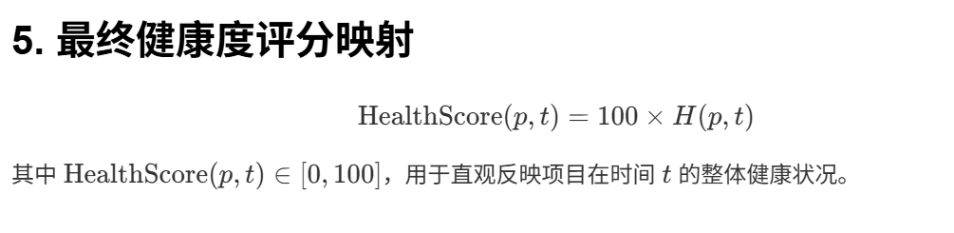 5. 最终健康度评分映射
HealthScore(p, t) = 100 × H(p, t)
其中 HealthScore(p, t) ∈ [0, 100]，用于直观反映项目在时间 t 的整体健康状况。